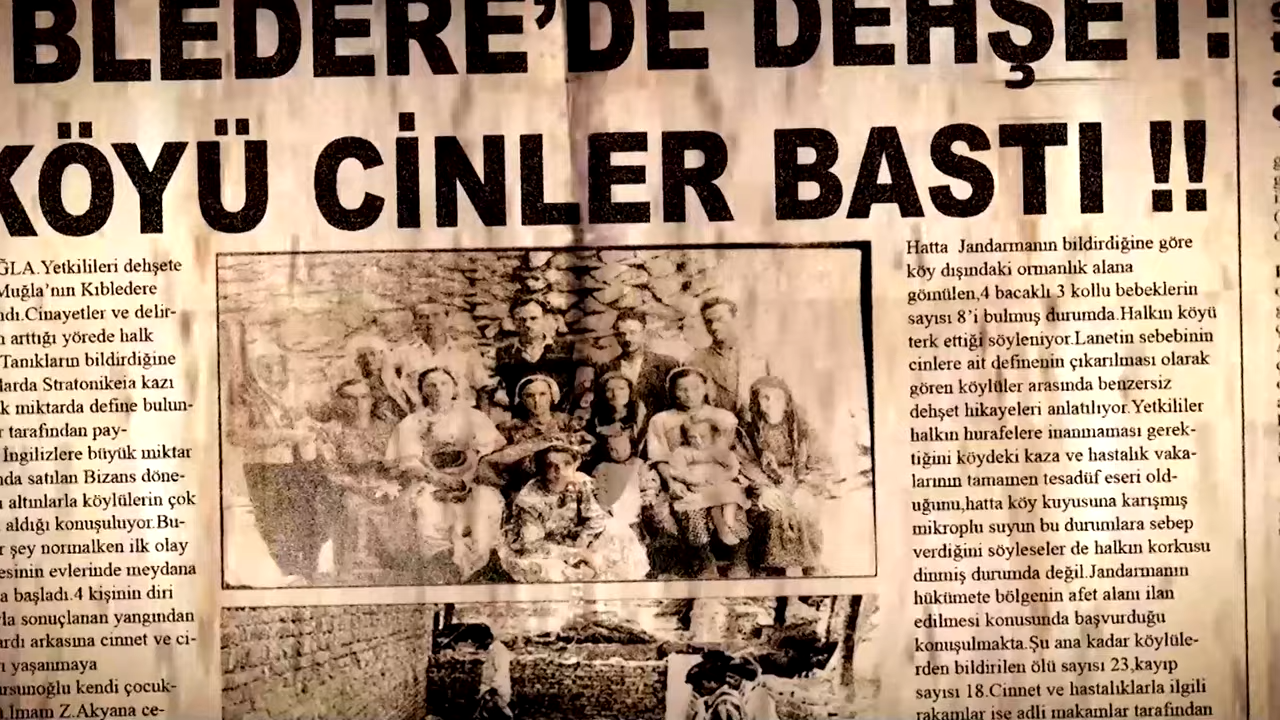 BLEDERE'DE DEHŞET!
KÖYÜ CİNLER BASTI !!
ĞLA.Yetkilileri dehşete
Muğla'nın Kıbledere
ndı.Cinayetler ve delir-
n arttığı yörede halk
Tanıkların bildirdiğine
larda Stratonikeia kazı
k miktarda define bulun-
r tarafından pay-
İngilizlere büyük miktar
nda satılan Bizans döne-
ı altınlarla köylülerin çok
aldığı konuşuluyor.Bu-
r şey normalken ilk olay
esinin evlerinde meydana
a başladı.4 kişinin diri
rla sonuçlanan yangından
ardı arkasına cinnet ve ci-
ı yaşanmaya
ursunoğlu kendi çocuk-
İmam Z.Akyana ce-
Hatta Jandarmanın bildirdiğine göre
köy dışındaki ormanlık alana
gömülen,4 bacaklı 3 kollu bebeklerin
sayısı 8'i bulmuş durumda.Halkın köyü
terk ettiği söyleniyor.Lanetin sebebinin
cinlere ait definenin çıkarılması olarak
gören köylüler arasında benzersiz
dehşet hikayeleri anlatılıyor.Yetkililer
halkın hurafelere inanmaması gerek-
tiğini köydeki kaza ve hastalık vaka-
larının tamamen tesadüf eseri old-
uğunu,hatta köy kuyusuna karışmış
mikroplu suyun bu durumlara sebep
verdiğini söyleseler de halkın korkusu
dinmiş durumda değil.Jandarmanın
hükümete bölgenin afet alanı ilan
edilmesi konusunda başvurduğu
konuşulmakta.Şu ana kadar köylüle-
rden bildirilen ölü sayısı 23,kayıp
sayısı 18.Cinnet ve hastalıklarla ilgili
rakamlar ise adli makamlar tarafından